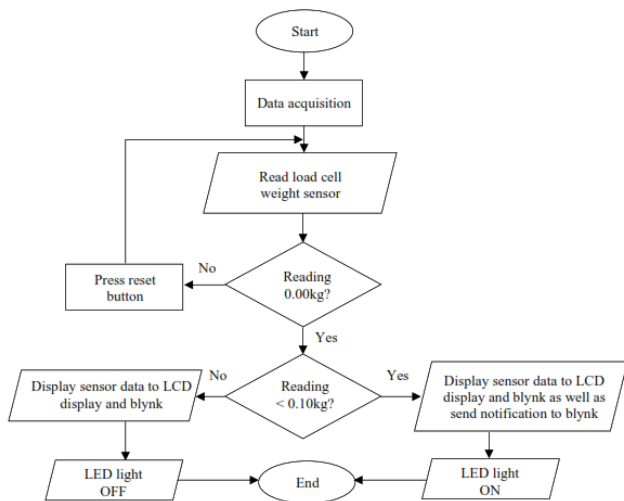 Start
Data acquisition
Read load cell
weight sensor
No
Press reset
button
Reading
0.00kg?
Yes
No
Display sensor data to LCD
display and blynk
Reading
< 0.10kg?
Yes
Display sensor data to LCD
display and blynk as well as
send notification to blynk
LED light
OFF
End
LED light
ON